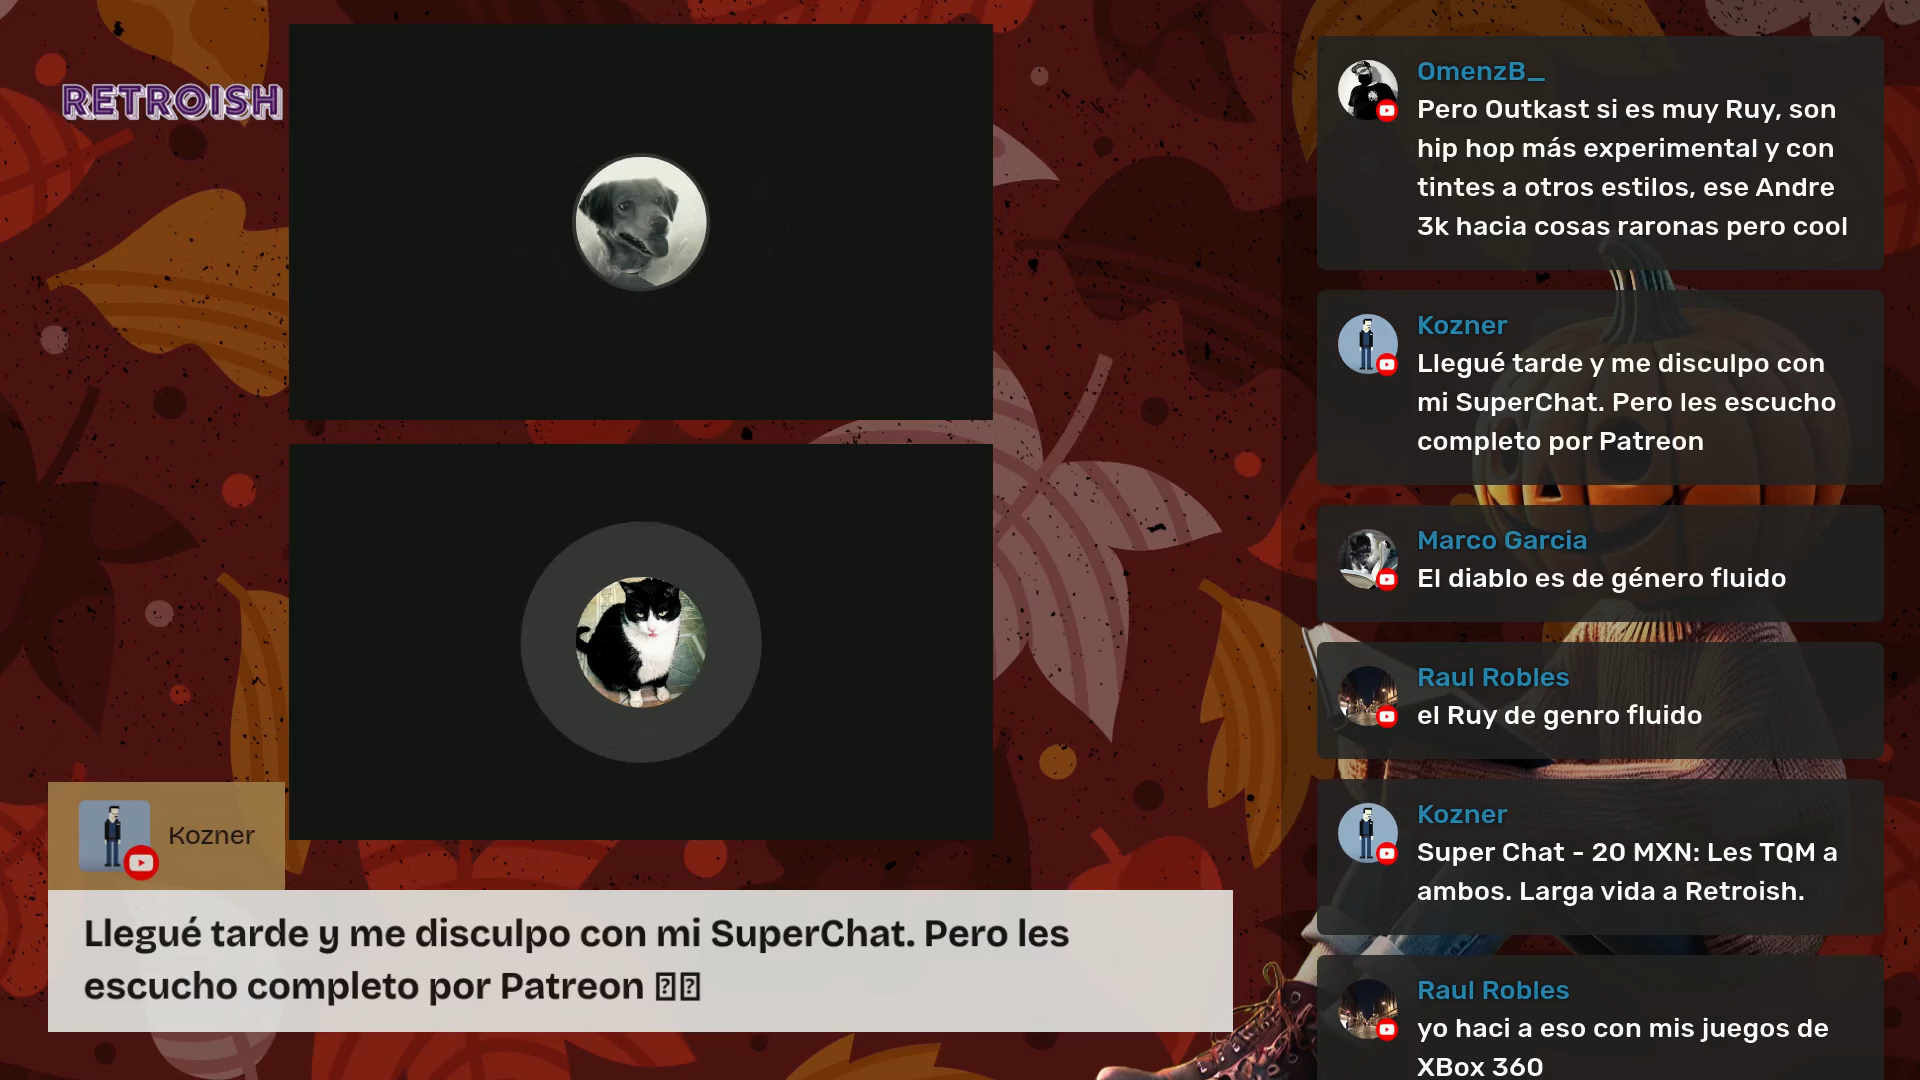 RETROISH
Kozner
Llegué tarde y me disculpo con mi SuperChat. Pero les
escucho completo por Patreon
OmenzB_
Pero Outkast si es muy Ruy, son
hip hop más experimental y con
tintes a otros estilos, ese Andre
3k hacia cosas raronas pero cool
Kozner
Llegué tarde y me disculpo con
mi SuperChat. Pero les escucho
completo por Patreon
Marco Garcia
El diablo es de género fluido
Raul Robles
el Ruy de genro fluido
Kozner
Super Chat - 20 MXN: Les TQM a
ambos. Larga vida a Retroish.
Raul Robles
yo haci a eso con mis juegos de
XBox 360